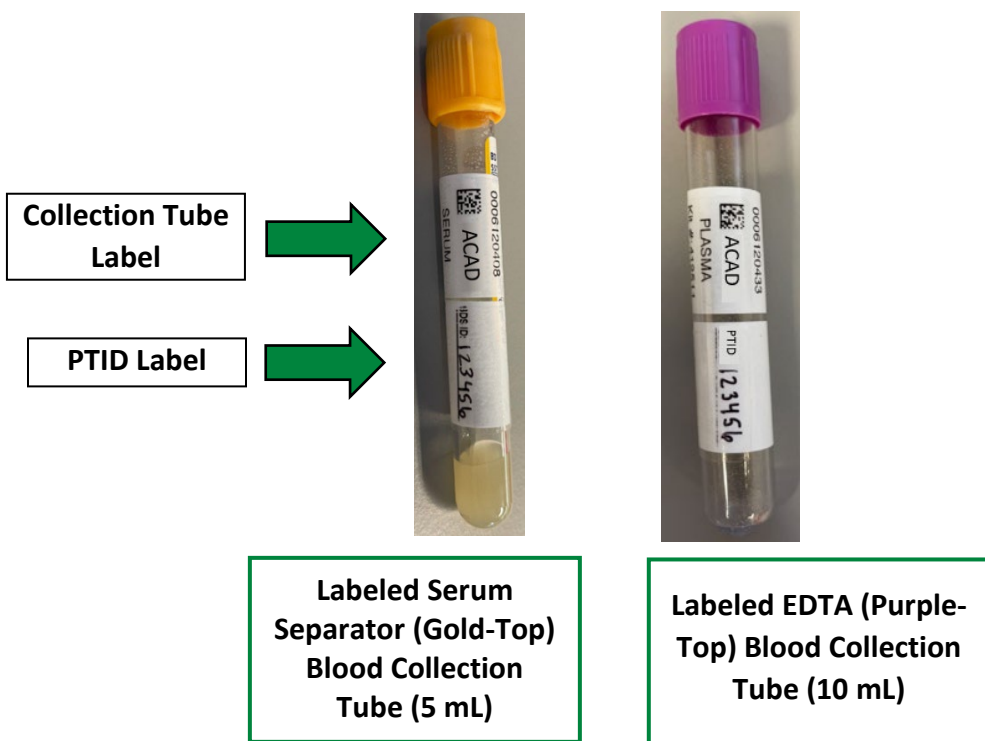 Collection Tube
Label
PTID Label
0006120408
ACAD
SERUM
123456
0006120433
ACAD
PLASMA
PTID 123456
Labeled Serum
Separator (Gold-Top)
Blood Collection
Tube (5 mL)
Labeled EDTA (Purple-
Top) Blood Collection
Tube (10 mL)